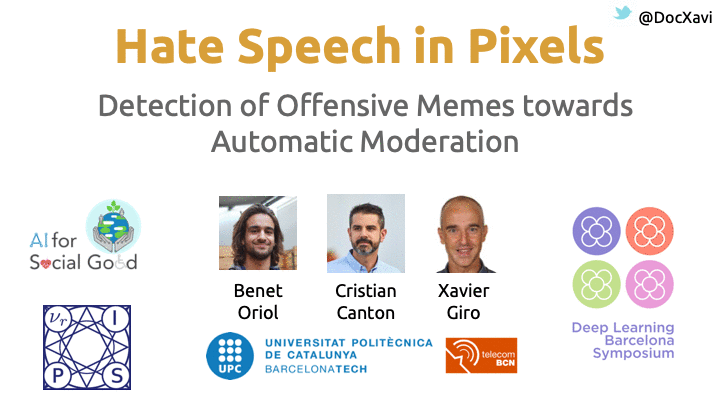 @DocXavi
Hate Speech in Pixels
Detection of Offensive Memes towards
Automatic Moderation
AI for
Social Good
Benet
Oriol
Cristian
Canton
Xavier
Giro
νr I
P S
UPC
UNIVERSITAT POLITÈCNICA
DE CATALUNYA
BARCELONATECH
telecom
BCN
Deep Learning
Barcelona
Symposium